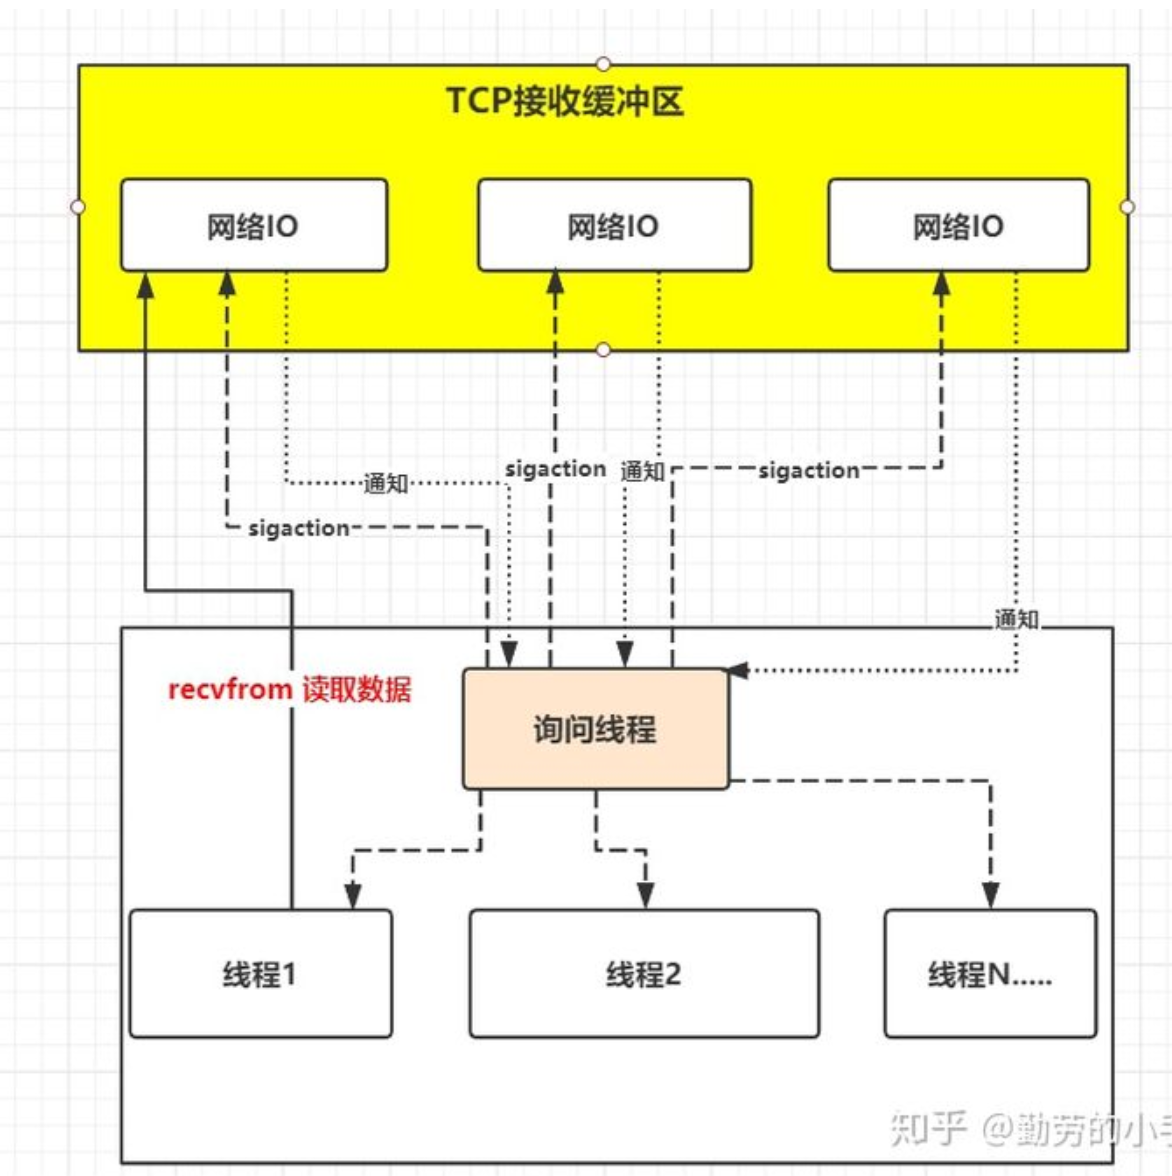 TCP接收缓冲区
网络IO
网络IO
网络IO
sigaction
通知
sigaction
通知
sigaction
通知
recvfrom 读取数据
询问线程
线程1
线程2
线程N.....
知乎 @勤劳的小手